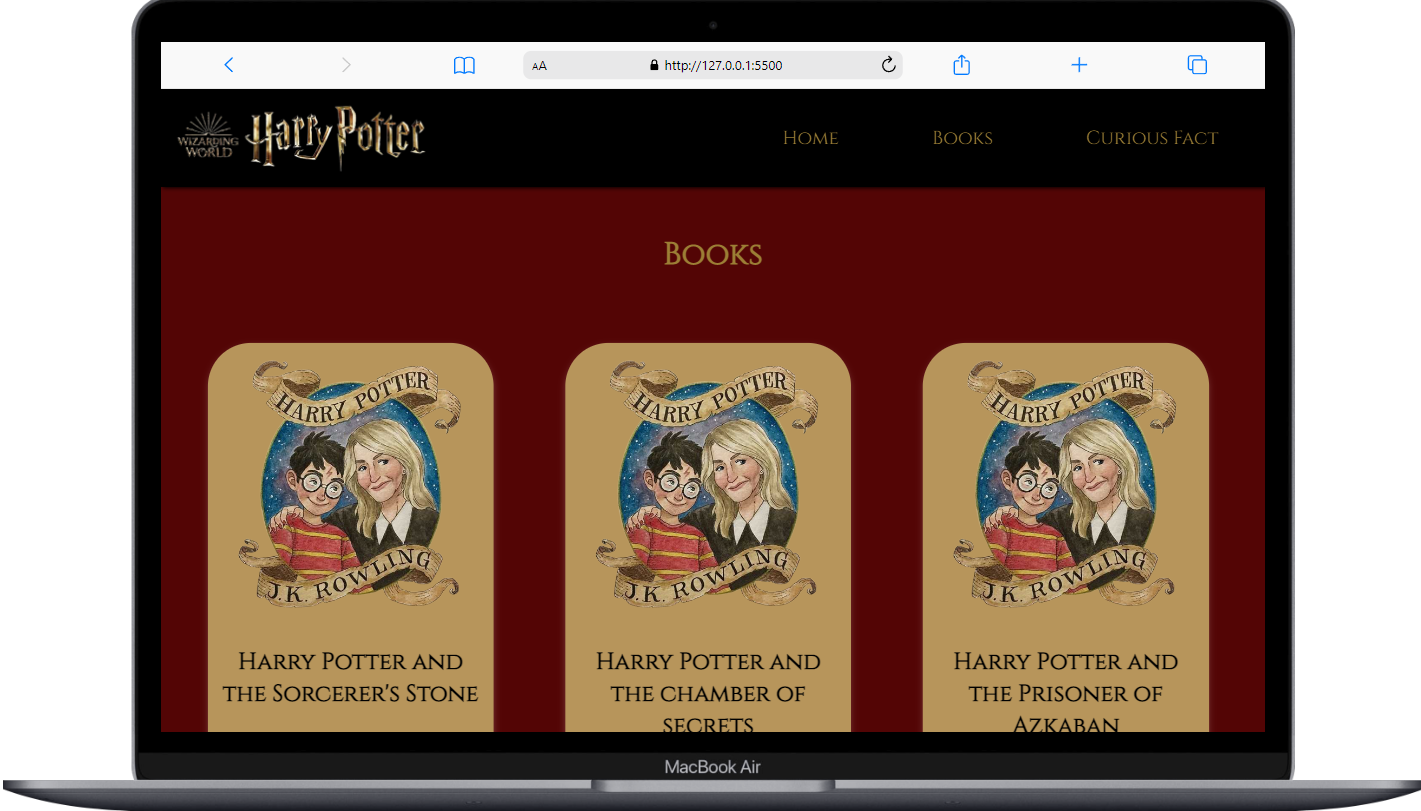 AA
http://127.0.0.1:5500
WIZARDING
WORLD
Harry Potter
Home
Books
Curious Fact
Books
HARRY POTTER
J.K. ROWLING
HARRY POTTER
J.K. ROWLING
HARRY POTTER
J.K. ROWLING
Harry Potter and
the Sorcerer's Stone
Harry Potter and
the chamber of
secrets
Harry Potter and
the Prisoner of
Azkaban
MacBook Air